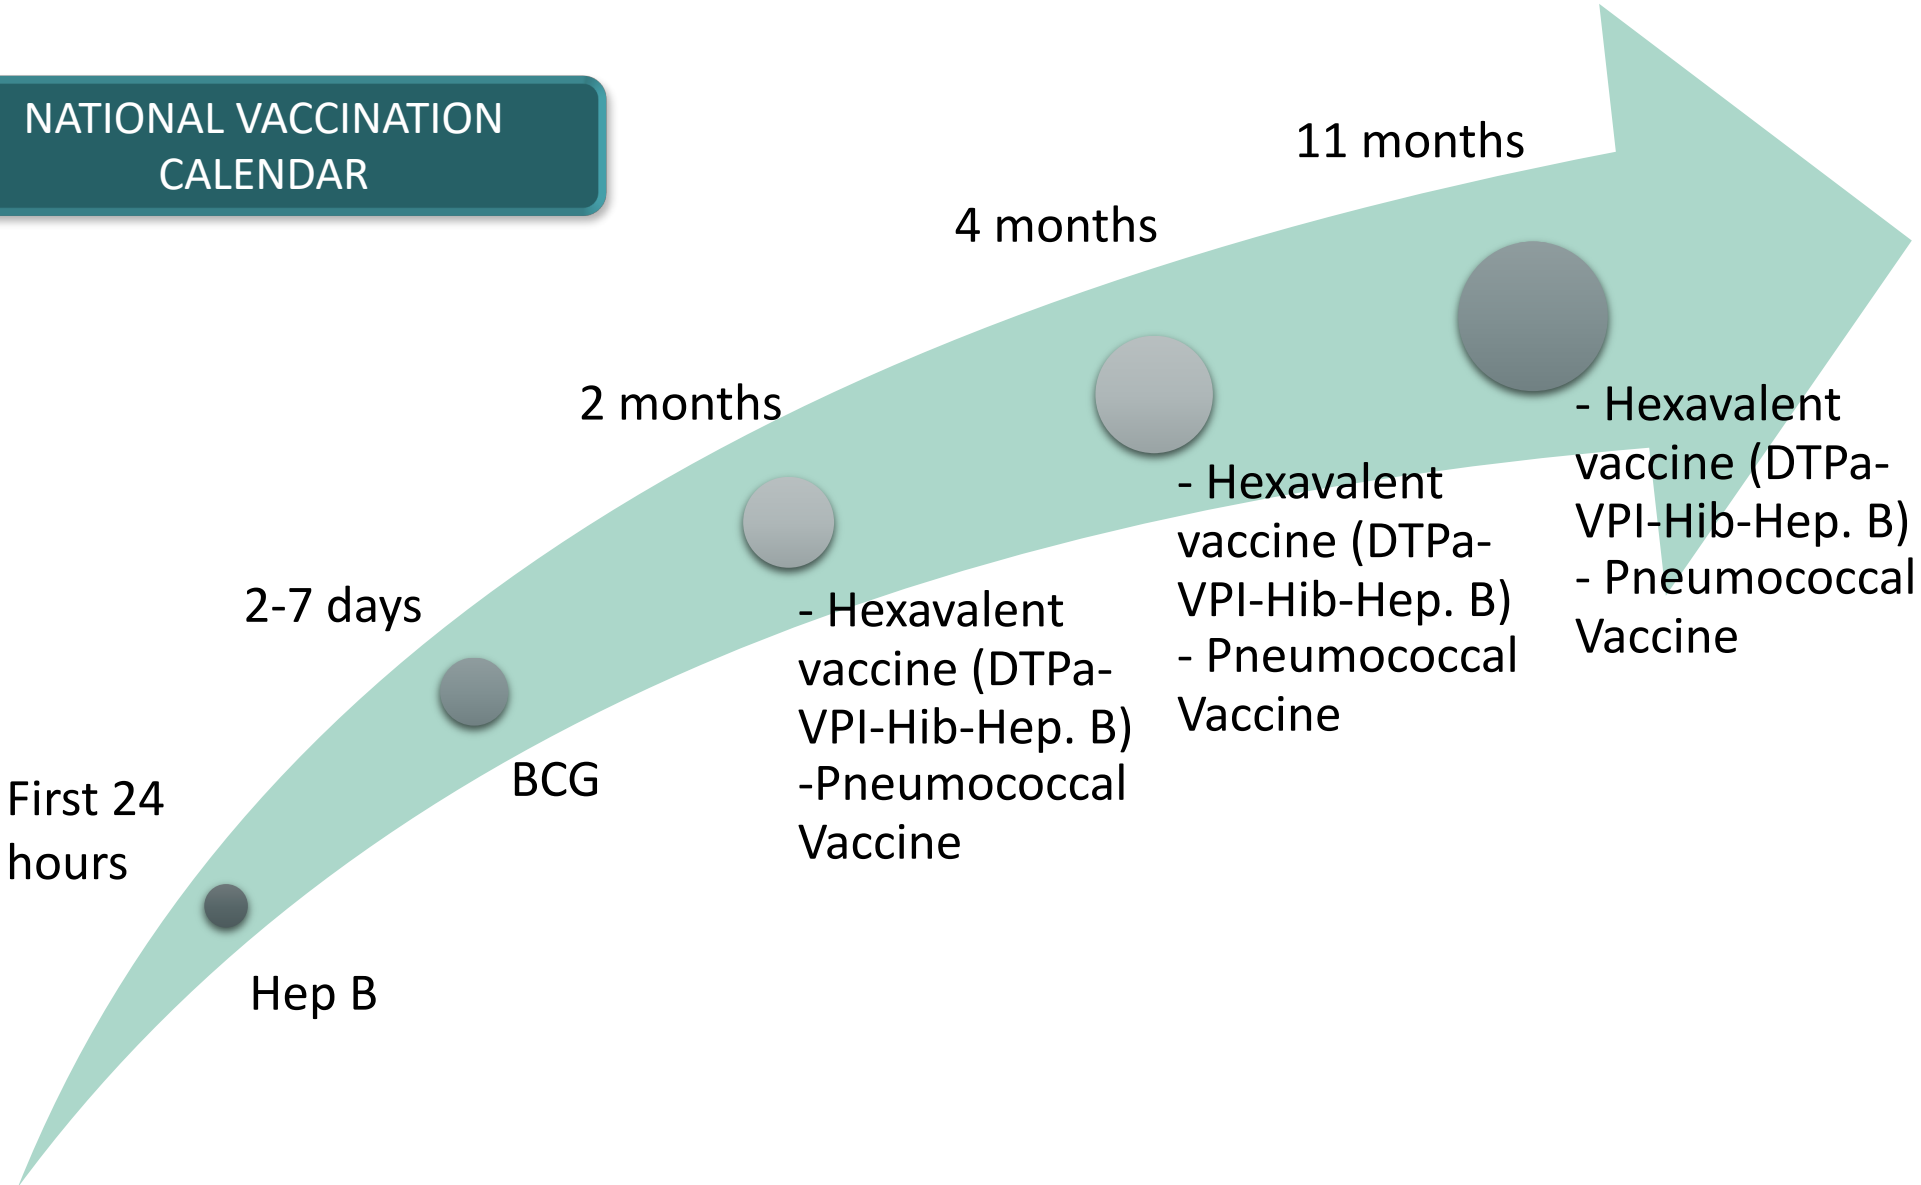 NATIONAL VACCINATION
CALENDAR
First 24
hours
Hep B
2-7 days
BCG
2 months
- Hexavalent
vaccine (DTPa-
VPI-Hib-Hep. B)
-Pneumococcal
Vaccine
4 months
- Hexavalent
vaccine (DTPa-
VPI-Hib-Hep. B)
- Pneumococcal
Vaccine
11 months
- Hexavalent
vaccine (DTPa-
VPI-Hib-Hep. B)
- Pneumococcal
Vaccine